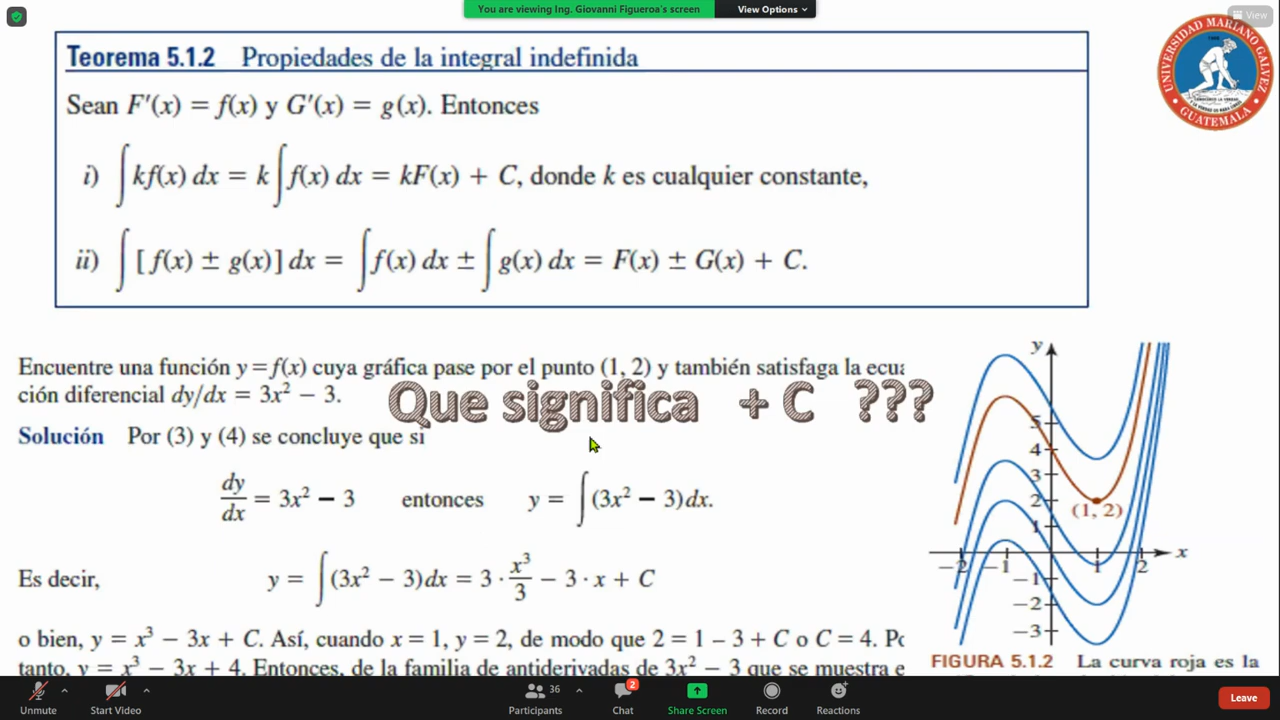 You are viewing Ing. Giovanni Figueroa's screen
View Options
View
Teorema 5.1.2 Propiedades de la integral indefinida
UNIVERSIDAD MARIANO GALVEZ
GUATEMALA
Sean F′(x) = f(x) y G′(x) = g(x). Entonces
i) ∫ kf(x) dx = k ∫ f(x) dx = kF(x) + C, donde k es cualquier constante,
ii) ∫ [f(x) ± g(x)] dx = ∫ f(x) dx ± ∫ g(x) dx = F(x) ± G(x) + C.
Encuentre una función y = f(x) cuya gráfica pase por el punto (1, 2) y también satisfaga la ecua
ción diferencial dy/dx = 3x² − 3.
Que significa + C ???
Solución Por (3) y (4) se concluye que si
dy/dx = 3x² − 3 entonces y = ∫ (3x² − 3) dx.
Es decir, y = ∫ (3x² − 3) dx = 3 · x³/3 − 3 · x + C
o bien, y = x³ − 3x + C. Así, cuando x = 1, y = 2, de modo que 2 = 1 − 3 + C o C = 4. Po
tanto, y = x³ − 3x + 4. Entonces, de la familia de antiderivadas de 3x² − 3 que se muestra e
y
5
4
3
2
1
(1, 2)
x
−2 −1 1 2
−1
−2
−3
FIGURA 5.1.2 La curva roja es la
Unmute
Start Video
36
Participants
2
Chat
Share Screen
Record
Reactions
Leave